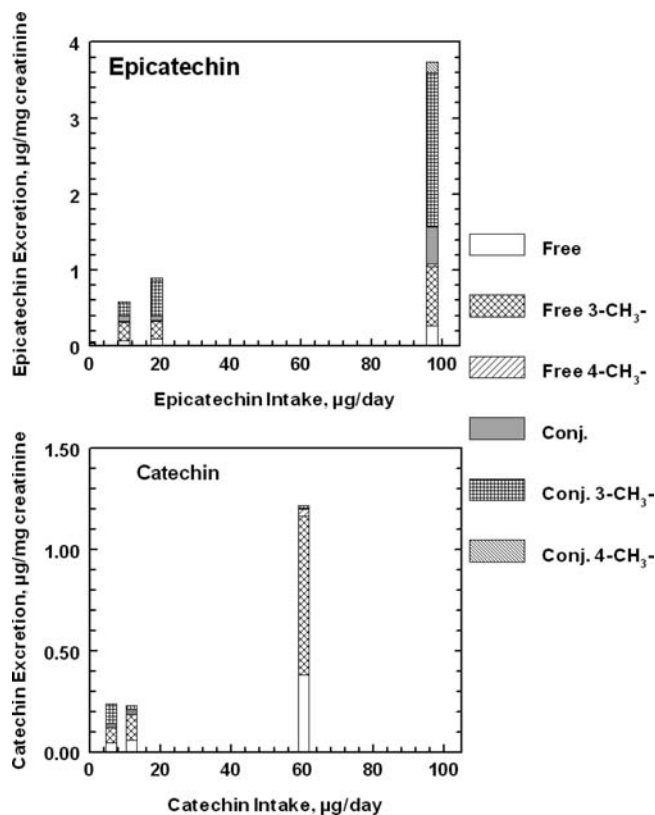 Epicatechin
Epicatechin Excretion, µg/mg creatinine
4
3
2
1
0
0 20 40 60 80 100
Epicatechin Intake, µg/day
Catechin
Catechin Excretion, µg/mg creatinine
1.50
1.00
0.50
0.00
0 20 40 60 80 100
Catechin Intake, µg/day
Free
Free 3-CH₃-
Free 4-CH₃-
Conj.
Conj. 3-CH₃-
Conj. 4-CH₃-